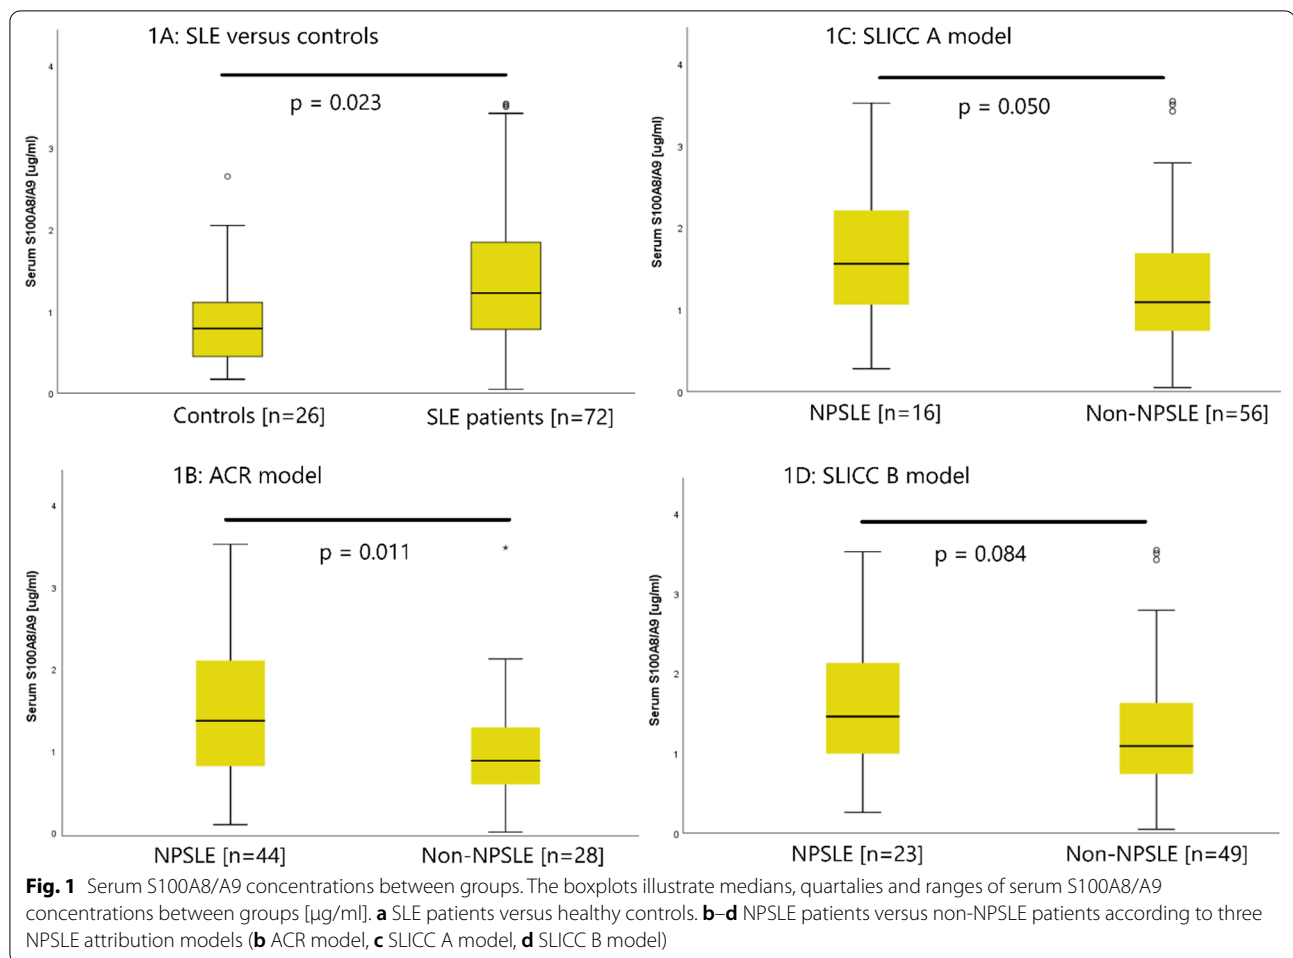 1A: SLE versus controls
p = 0.023
Serum S100A8/A9 [ug/ml]
4
3
2
1
0
Controls [n=26]
SLE patients [n=72]
1C: SLICC A model
p = 0.050
Serum S100A8/A9 [ug/ml]
4
3
2
1
0
NPSLE [n=16]
Non-NPSLE [n=56]
1B: ACR model
p = 0.011
Serum S100A8/A9 [ug/ml]
4
3
2
1
0
NPSLE [n=44]
Non-NPSLE [n=28]
1D: SLICC B model
p = 0.084
Serum S100A8/A9 [ug/ml]
4
3
2
1
0
NPSLE [n=23]
Non-NPSLE [n=49]
Fig. 1 Serum S100A8/A9 concentrations between groups. The boxplots illustrate medians, quartalies and ranges of serum S100A8/A9
concentrations between groups [µg/ml]. a SLE patients versus healthy controls. b–d NPSLE patients versus non-NPSLE patients according to three
NPSLE attribution models (b ACR model, c SLICC A model, d SLICC B model)